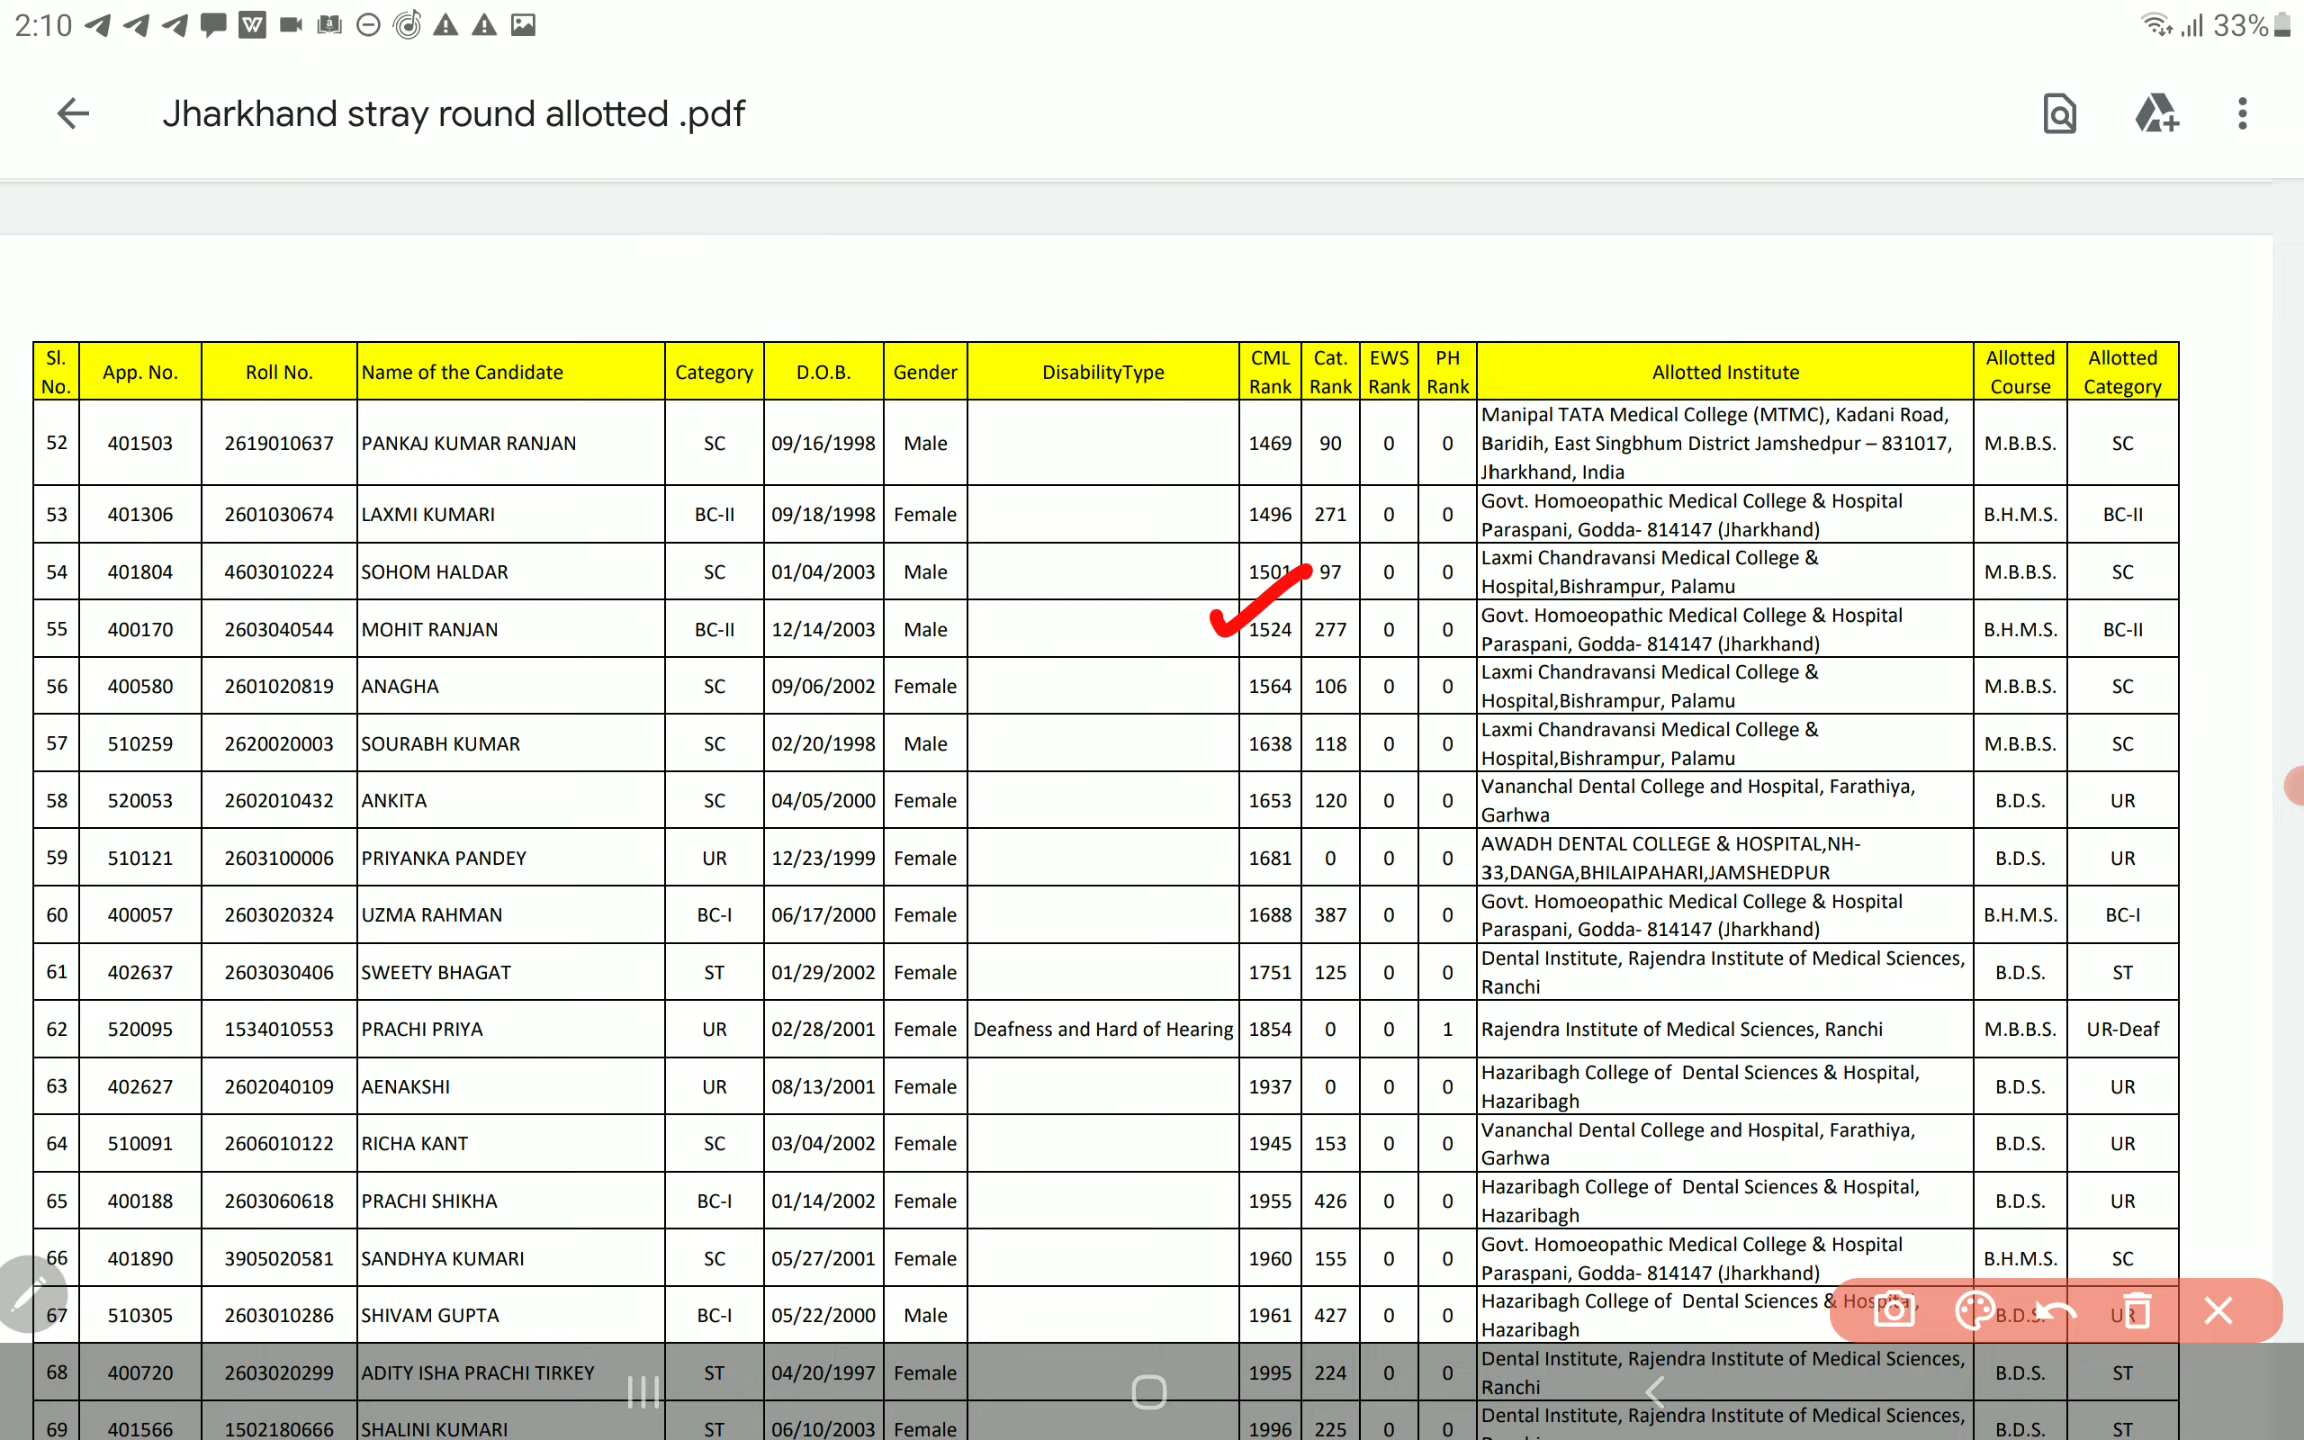 2:10
33%
Jharkhand stray round allotted .pdf
Sl. No. App. No. Roll No. Name of the Candidate Category D.O.B. Gender DisabilityType CML Rank Cat. Rank EWS Rank PH Rank Allotted Institute Allotted Course Allotted Category
52 401503 2619010637 PANKAJ KUMAR RANJAN SC 09/16/1998 Male 1469 90 0 0 Manipal TATA Medical College (MTMC), Kadani Road, Baridih, East Singbhum District Jamshedpur – 831017, Jharkhand, India M.B.B.S. SC
53 401306 2601030674 LAXMI KUMARI BC-II 09/18/1998 Female 1496 271 0 0 Govt. Homoeopathic Medical College & Hospital Paraspani, Godda- 814147 (Jharkhand) B.H.M.S. BC-II
54 401804 4603010224 SOHOM HALDAR SC 01/04/2003 Male 1501 97 0 0 Laxmi Chandravansi Medical College & Hospital,Bishrampur, Palamu M.B.B.S. SC
55 400170 2603040544 MOHIT RANJAN BC-II 12/14/2003 Male 1524 277 0 0 Govt. Homoeopathic Medical College & Hospital Paraspani, Godda- 814147 (Jharkhand) B.H.M.S. BC-II
56 400580 2601020819 ANAGHA SC 09/06/2002 Female 1564 106 0 0 Laxmi Chandravansi Medical College & Hospital,Bishrampur, Palamu M.B.B.S. SC
57 510259 2620020003 SOURABH KUMAR SC 02/20/1998 Male 1638 118 0 0 Laxmi Chandravansi Medical College & Hospital,Bishrampur, Palamu M.B.B.S. SC
58 520053 2602010432 ANKITA SC 04/05/2000 Female 1653 120 0 0 Vananchal Dental College and Hospital, Farathiya, Garhwa B.D.S. UR
59 510121 2603100006 PRIYANKA PANDEY UR 12/23/1999 Female 1681 0 0 0 AWADH DENTAL COLLEGE & HOSPITAL,NH-33,DANGA,BHILAIPAHARI,JAMSHEDPUR B.D.S. UR
60 400057 2603020324 UZMA RAHMAN BC-I 06/17/2000 Female 1688 387 0 0 Govt. Homoeopathic Medical College & Hospital Paraspani, Godda- 814147 (Jharkhand) B.H.M.S. BC-I
61 402637 2603030406 SWEETY BHAGAT ST 01/29/2002 Female 1751 125 0 0 Dental Institute, Rajendra Institute of Medical Sciences, Ranchi B.D.S. ST
62 520095 1534010553 PRACHI PRIYA UR 02/28/2001 Female Deafness and Hard of Hearing 1854 0 0 1 Rajendra Institute of Medical Sciences, Ranchi M.B.B.S. UR-Deaf
63 402627 2602040109 AENAKSHI UR 08/13/2001 Female 1937 0 0 0 Hazaribagh College of Dental Sciences & Hospital, Hazaribagh B.D.S. UR
64 510091 2606010122 RICHA KANT SC 03/04/2002 Female 1945 153 0 0 Vananchal Dental College and Hospital, Farathiya, Garhwa B.D.S. UR
65 400188 2603060618 PRACHI SHIKHA BC-I 01/14/2002 Female 1955 426 0 0 Hazaribagh College of Dental Sciences & Hospital, Hazaribagh B.D.S. UR
66 401890 3905020581 SANDHYA KUMARI SC 05/27/2001 Female 1960 155 0 0 Govt. Homoeopathic Medical College & Hospital Paraspani, Godda- 814147 (Jharkhand) B.H.M.S. SC
67 510305 2603010286 SHIVAM GUPTA BC-I 05/22/2000 Male 1961 427 0 0 Hazaribagh College of Dental Sciences & Hospital, Hazaribagh B.D.S. UR
68 400720 2603020299 ADITY ISHA PRACHI TIRKEY ST 04/20/1997 Female 1995 224 0 0 Dental Institute, Rajendra Institute of Medical Sciences, Ranchi B.D.S. ST
69 401566 1502180666 SHALINI KUMARI ST 06/10/2003 Female 1996 225 0 0 Dental Institute, Rajendra Institute of Medical Sciences, B.D.S. ST